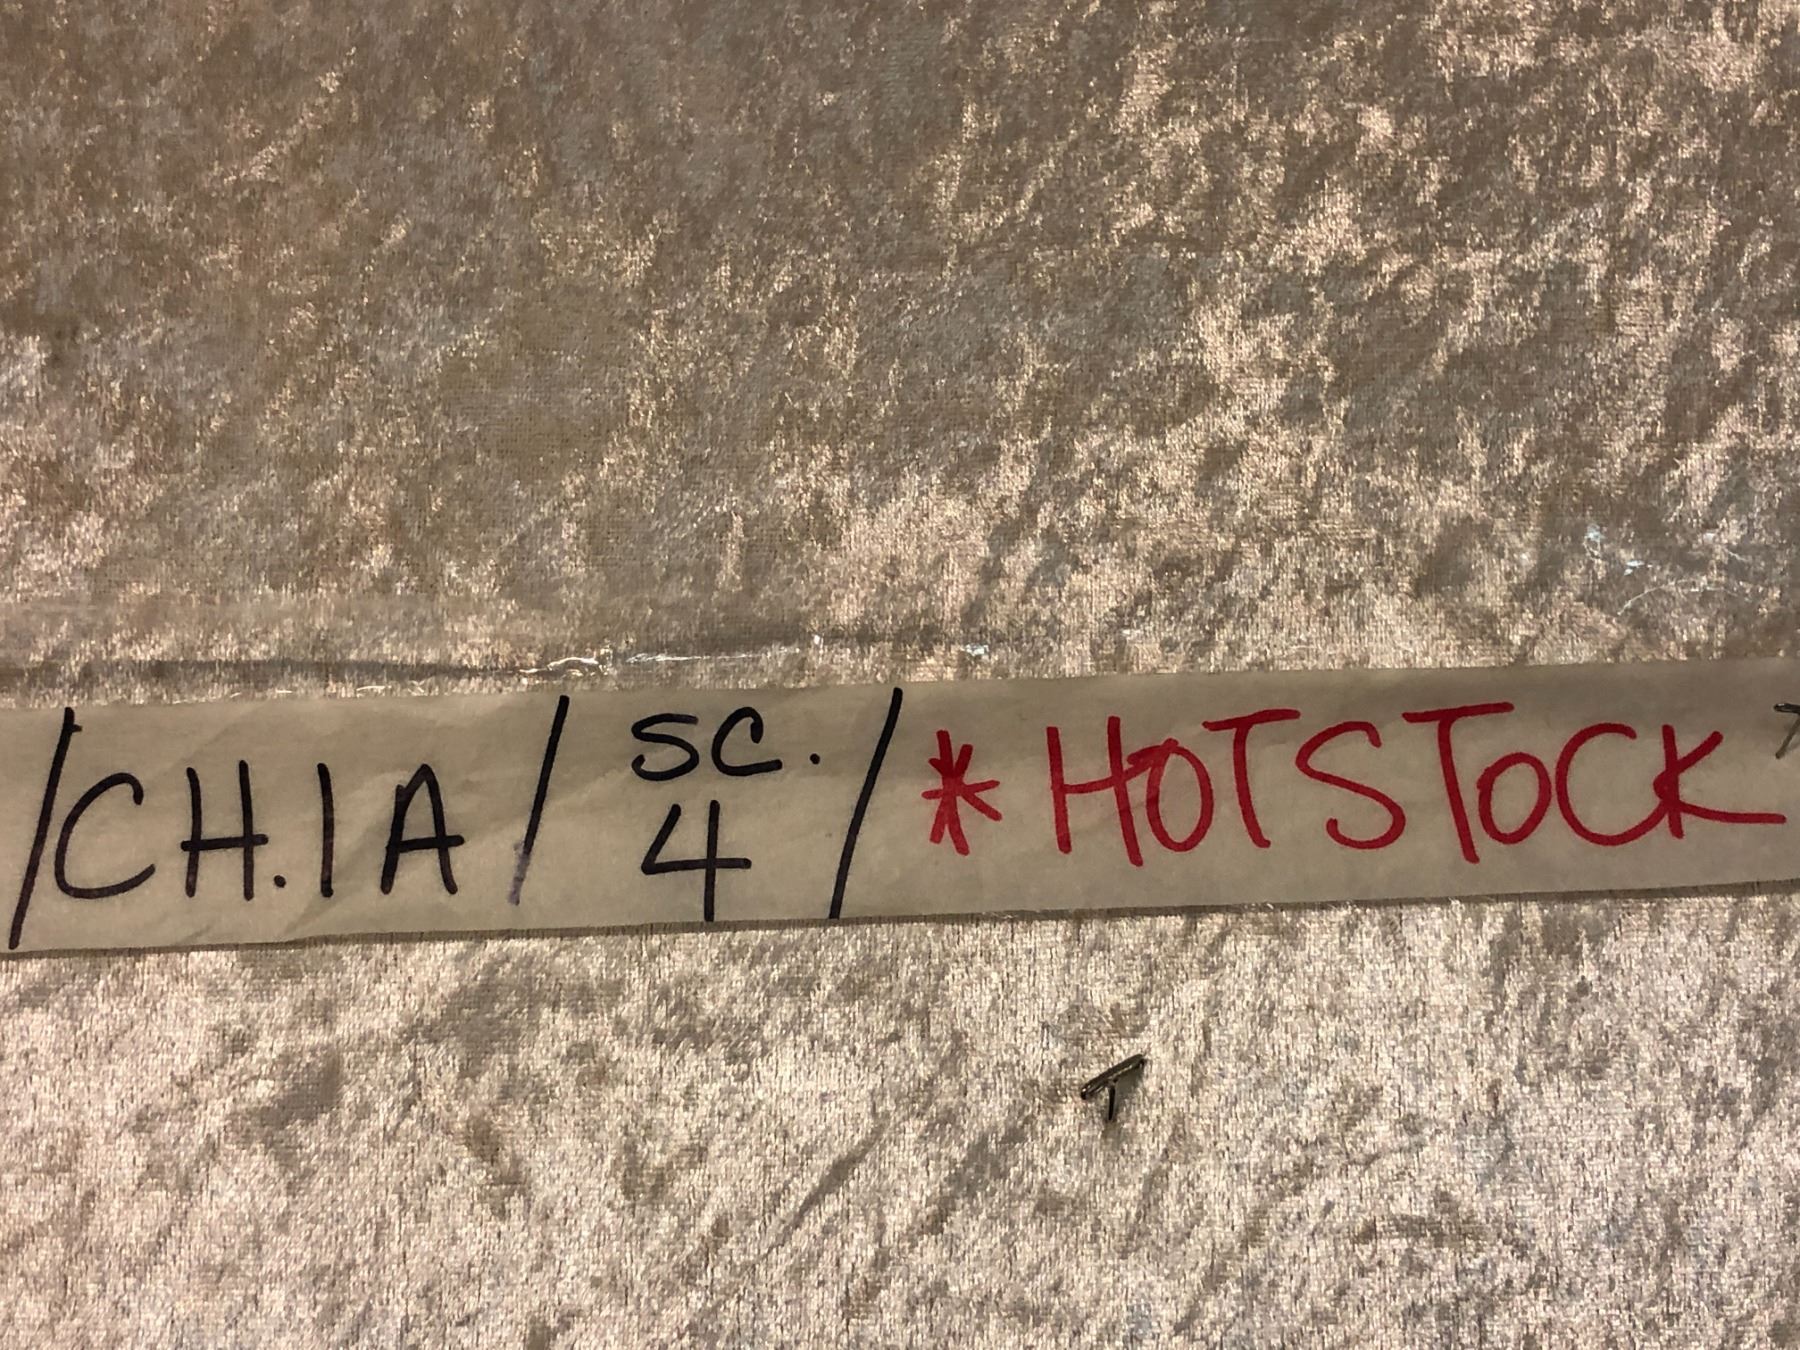 /CH.1A/ SC. 4 / * HOTSTOCK